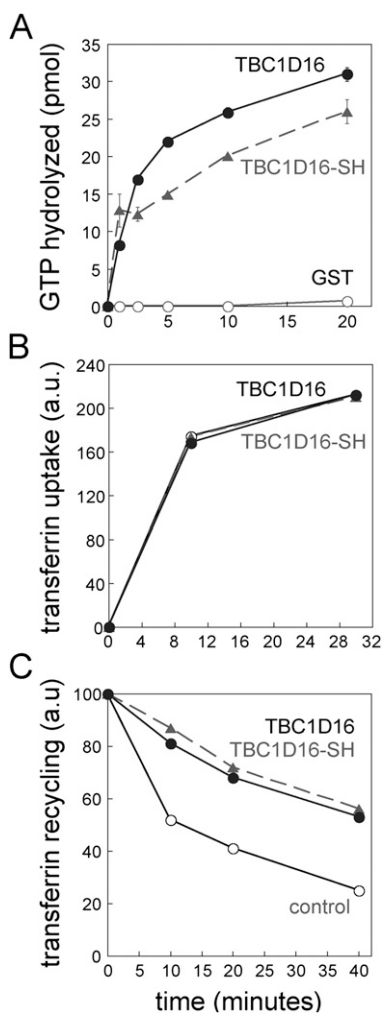 A
GTP hydrolyzed (pmol)
35
30
25
20
15
10
5
0
TBC1D16
TBC1D16-SH
GST
0 5 10 15 20
B
transferrin uptake (a.u.)
240
200
160
120
80
40
0
TBC1D16
TBC1D16-SH
0 4 8 12 16 20 24 28 32
C
transferrin recycling (a.u)
100
80
60
40
20
0
TBC1D16
TBC1D16-SH
control
0 5 10 15 20 25 30 35 40
time (minutes)